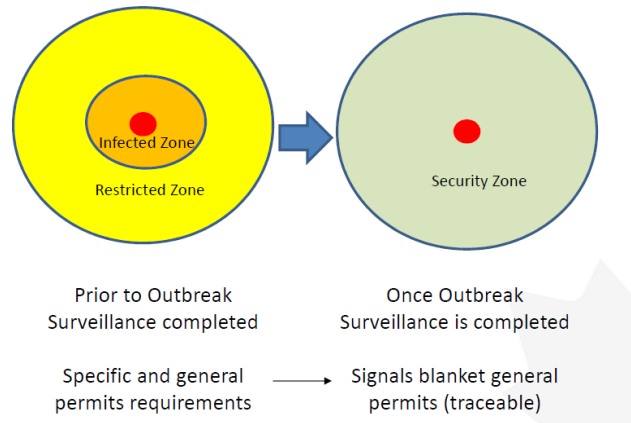 Infected Zone
Restricted Zone
Security Zone
Prior to Outbreak
Surveillance completed
Once Outbreak
Surveillance is completed
Specific and general
permits requirements
Signals blanket general
permits (traceable)